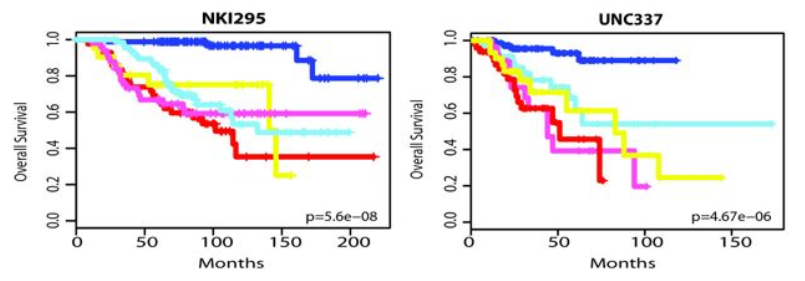 NKI295
Overall Survival
1.0
0.8
0.6
0.4
0.2
0.0
p=5.6e−08
0 50 100 150 200
Months
UNC337
Overall Survival
1.0
0.8
0.6
0.4
0.2
0.0
p=4.67e−06
0 50 100 150
Months